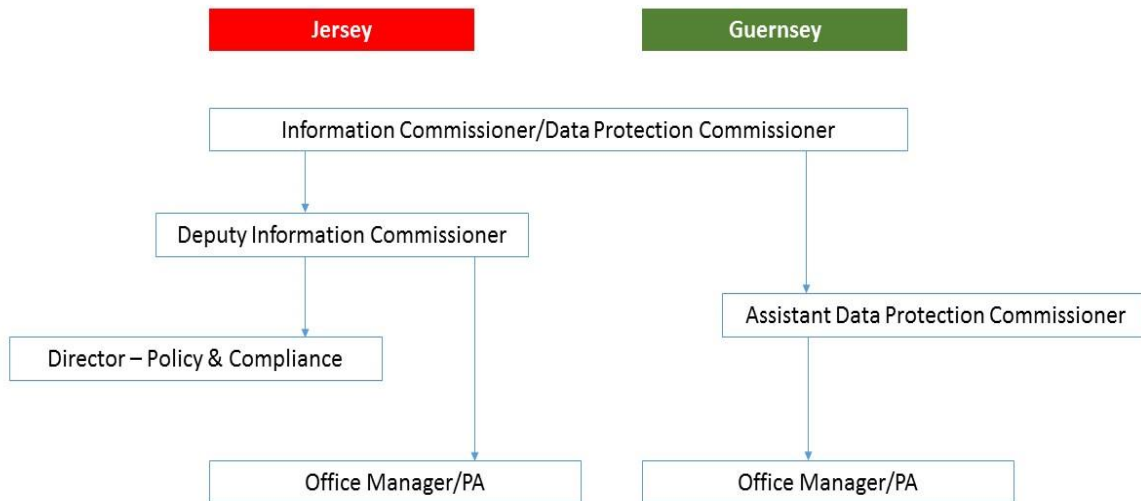 Jersey
Guernsey
Information Commissioner/Data Protection Commissioner
Deputy Information Commissioner
Assistant Data Protection Commissioner
Director – Policy & Compliance
Office Manager/PA
Office Manager/PA